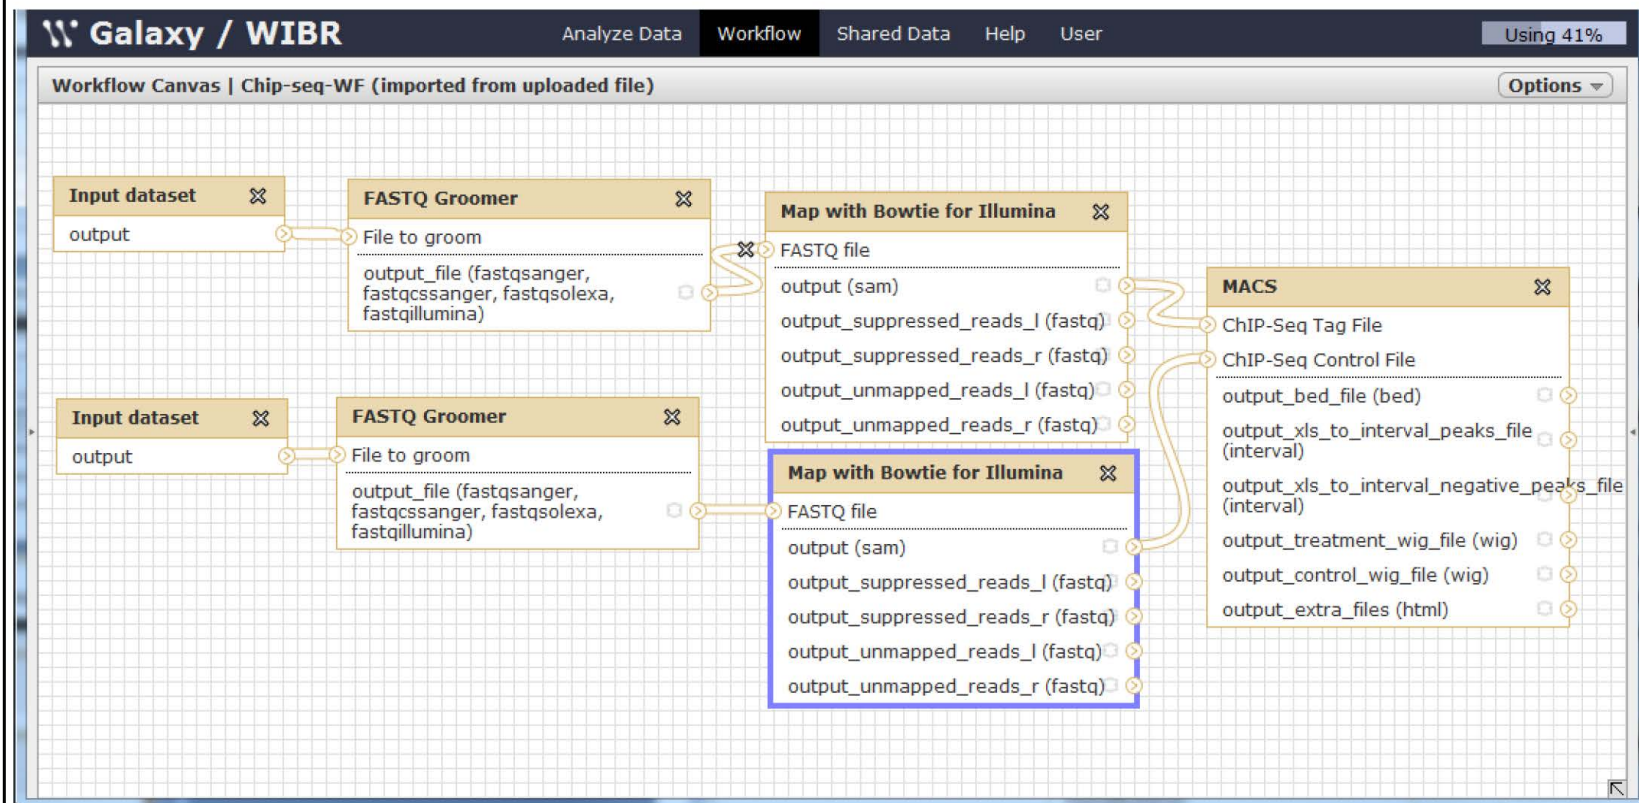 Galaxy / WIBR
Analyze Data Workflow Shared Data Help User
Using 41%
Workflow Canvas | Chip-seq-WF (imported from uploaded file)
Options
Input dataset
output
FASTQ Groomer
File to groom
output_file (fastqsanger,
fastqcssanger, fastqsolexa,
fastqillumina)
Map with Bowtie for Illumina
FASTQ file
output (sam)
output_suppressed_reads_l (fastq)
output_suppressed_reads_r (fastq)
output_unmapped_reads_l (fastq)
output_unmapped_reads_r (fastq)
MACS
ChIP-Seq Tag File
ChIP-Seq Control File
output_bed_file (bed)
output_xls_to_interval_peaks_file
(interval)
output_xls_to_interval_negative_peaks_file
(interval)
output_treatment_wig_file (wig)
output_control_wig_file (wig)
output_extra_files (html)
Input dataset
output
FASTQ Groomer
File to groom
output_file (fastqsanger,
fastqcssanger, fastqsolexa,
fastqillumina)
Map with Bowtie for Illumina
FASTQ file
output (sam)
output_suppressed_reads_l (fastq)
output_suppressed_reads_r (fastq)
output_unmapped_reads_l (fastq)
output_unmapped_reads_r (fastq)